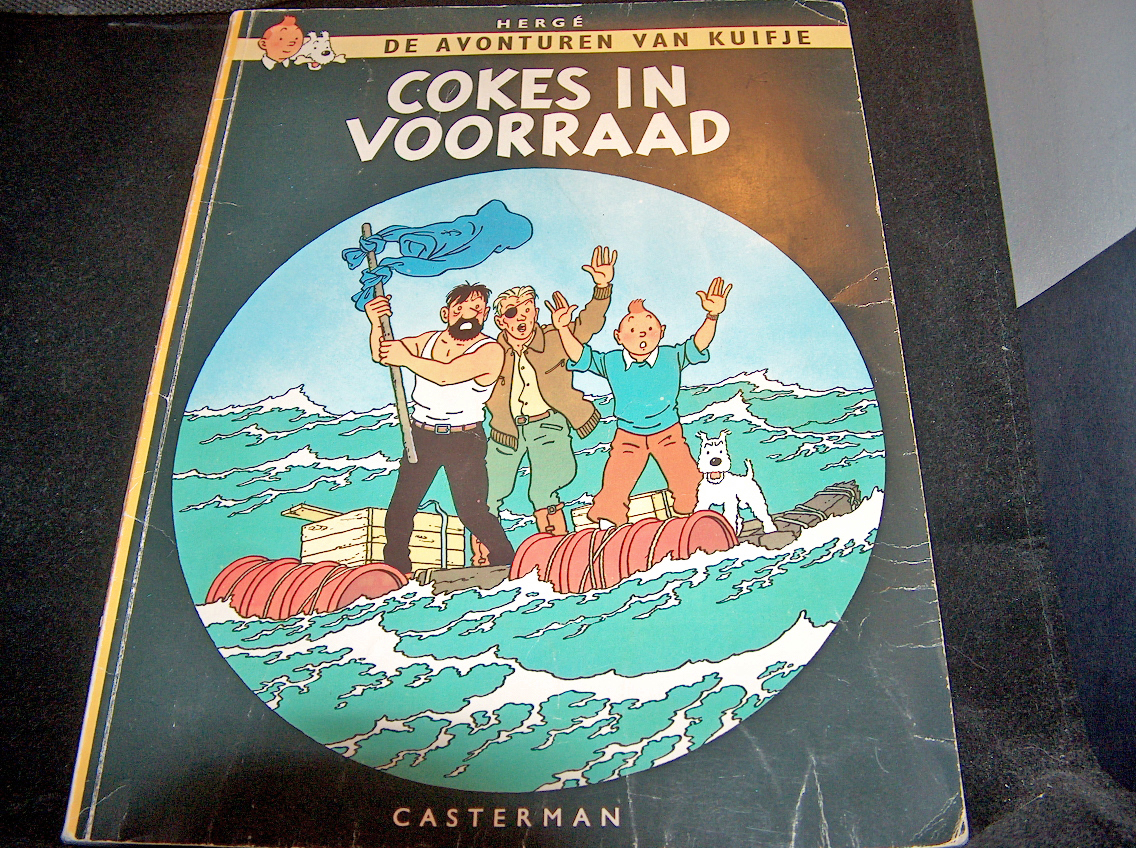 HERGÉ
DE AVONTUREN VAN KUIFJE
COKES IN
VOORRAAD
CASTERMAN